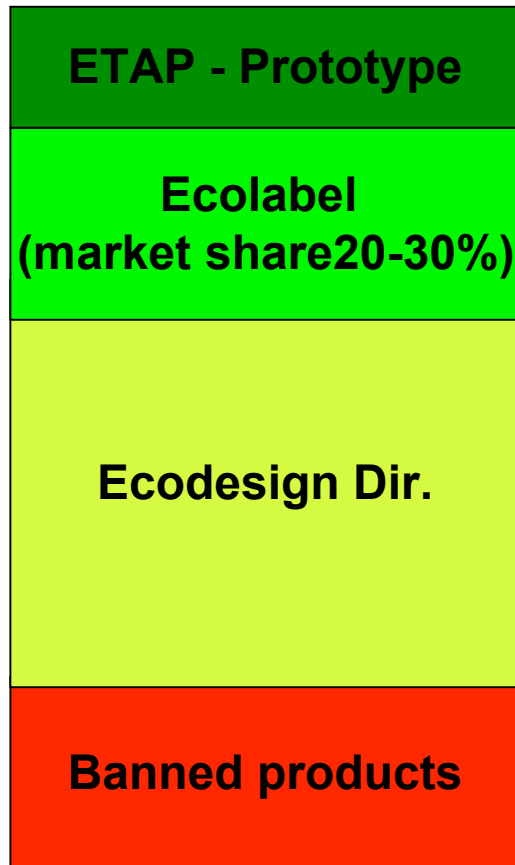 ETAP - Prototype
Ecolabel
(market share20-30%)
Ecodesign Dir.
Banned products